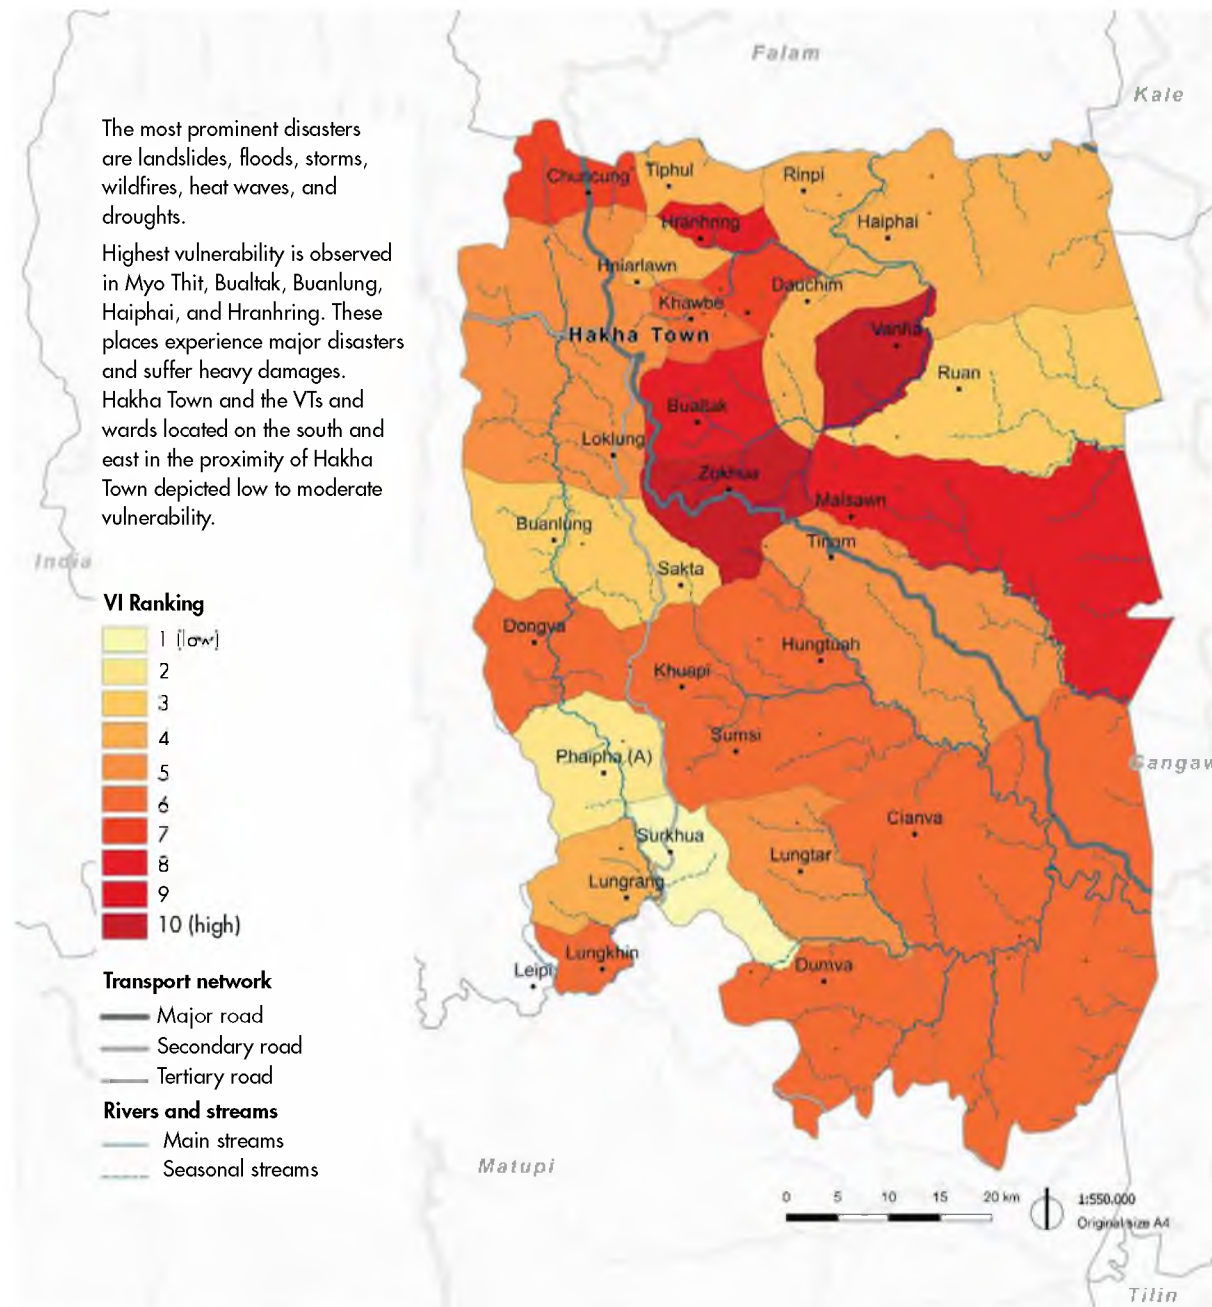 The most prominent disasters
are landslides, floods, storms,
wildfires, heat waves, and
droughts.
Highest vulnerability is observed
in Myo Thit, Bualtak, Buanlung,
Haiphai, and Hranhring. These
places experience major disasters
and suffer heavy damages.
Hakha Town and the VTs and
wards located on the south and
east in the proximity of Hakha
Town depicted low to moderate
vulnerability.
India
VI Ranking
1 (low)
2
3
4
5
6
7
8
9
10 (high)
Transport network
Major road
Secondary road
Tertiary road
Rivers and streams
Main streams
Seasonal streams
Falam
Kale
Chuncung
Tiphul
Rinpi
Hranhring
Haiphai
Hniarlawn
Dauchim
Khawbe
Hakha Town
Vanha
Ruan
Bualtak
Loklung
Zokhua
Malsawn
Buanlung
Tinam
Sakta
Dongva
Hungtuah
Khuapi
Sumsi
Phaipha (A)
Gangaw
Cianva
Surkhua
Lungtar
Lungrang
Lungkhin
Leipi
Dumva
Matupi
0 5 10 15 20 km
1:550,000
Original size A4
Tilin